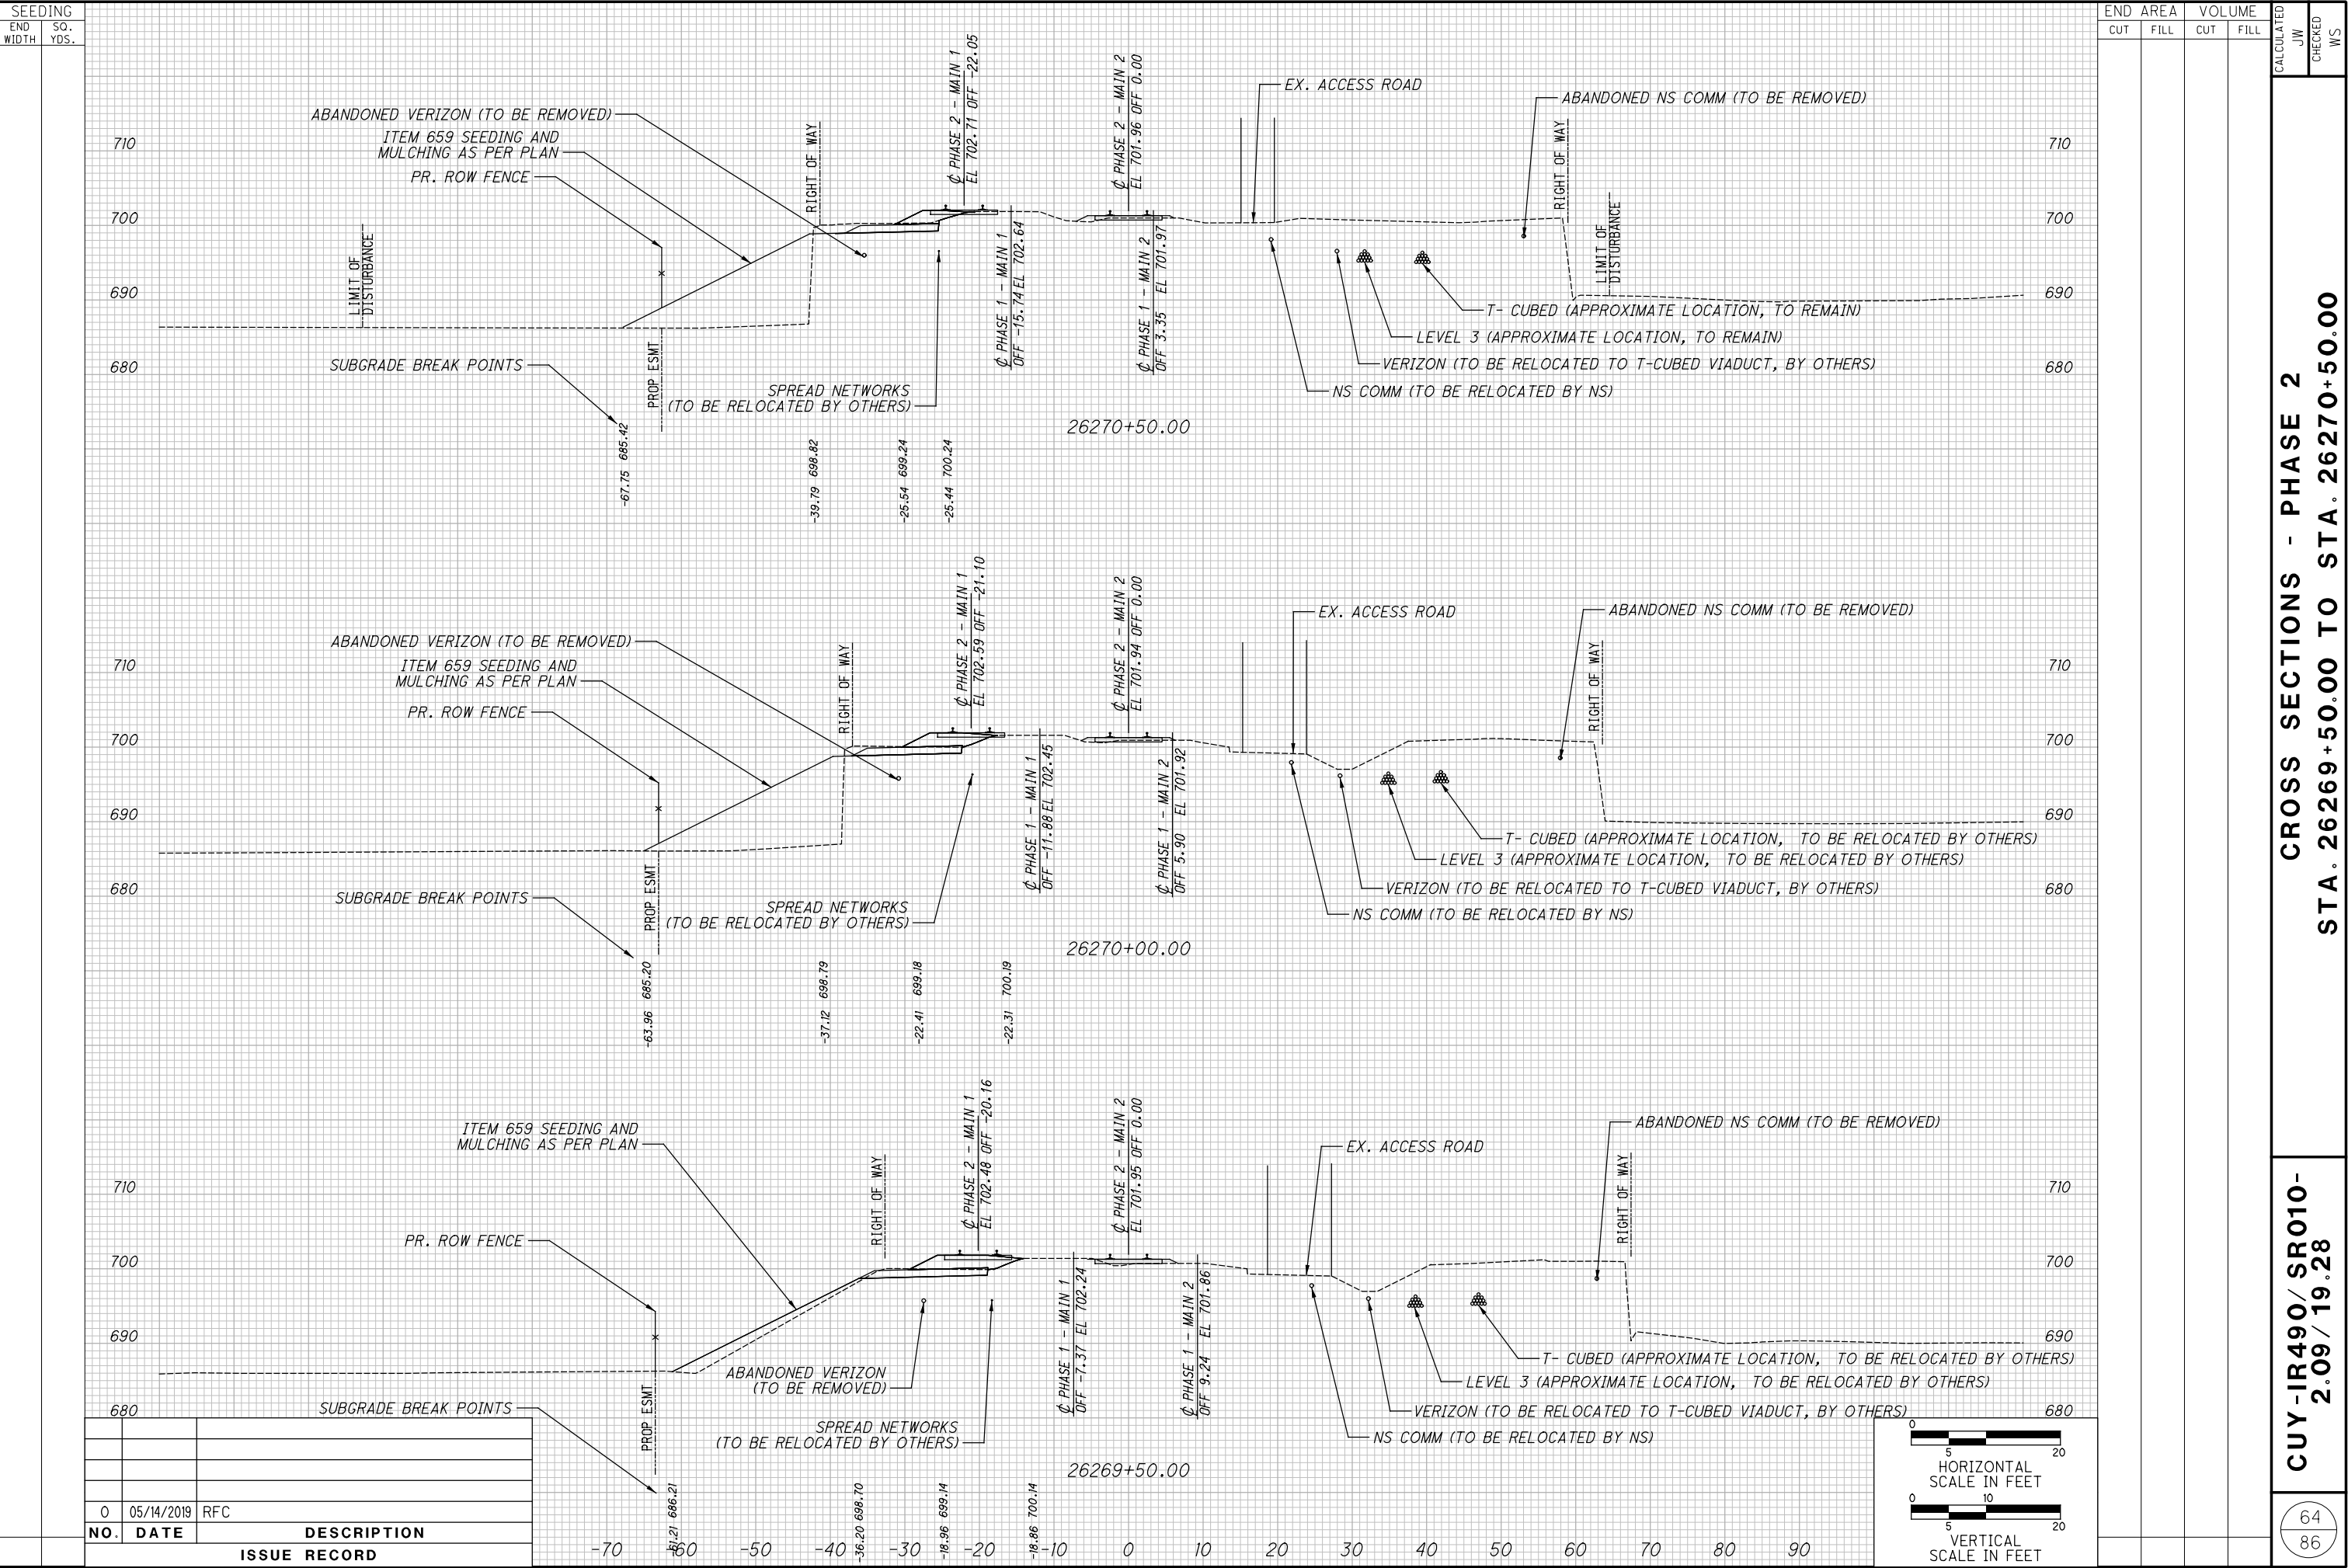 SEEDING
END WIDTH
SQ. YDS.
END AREA
VOLUME
CUT
FILL
CUT
FILL
CALCULATED
JW
CHECKED
WS
ABANDONED VERIZON (TO BE REMOVED)
ITEM 659 SEEDING AND
MULCHING AS PER PLAN
PR. ROW FENCE
RIGHT OF WAY
℄ PHASE 2 - MAIN 1
EL 702.71 OFF -22.05
℄ PHASE 2 - MAIN 2
EL 701.96 OFF 0.00
EX. ACCESS ROAD
ABANDONED NS COMM (TO BE REMOVED)
RIGHT OF WAY
710
710
700
700
690
690
680
680
LIMIT OF
DISTURBANCE
LIMIT OF
DISTURBANCE
℄ PHASE 1 - MAIN 1
OFF -15.74 EL 702.64
℄ PHASE 1 - MAIN 2
OFF 3.35 EL 701.97
T- CUBED (APPROXIMATE LOCATION, TO REMAIN)
LEVEL 3 (APPROXIMATE LOCATION, TO REMAIN)
VERIZON (TO BE RELOCATED TO T-CUBED VIADUCT, BY OTHERS)
NS COMM (TO BE RELOCATED BY NS)
SUBGRADE BREAK POINTS
PROP ESMT
SPREAD NETWORKS
(TO BE RELOCATED BY OTHERS)
26270+50.00
-67.75 685.42
-39.79 698.82
-25.54 699.24
-25.44 700.24
ABANDONED VERIZON (TO BE REMOVED)
ITEM 659 SEEDING AND
MULCHING AS PER PLAN
PR. ROW FENCE
RIGHT OF WAY
℄ PHASE 2 - MAIN 1
EL 702.59 OFF -21.10
℄ PHASE 2 - MAIN 2
EL 701.94 OFF 0.00
EX. ACCESS ROAD
ABANDONED NS COMM (TO BE REMOVED)
RIGHT OF WAY
710
710
700
700
690
690
680
680
℄ PHASE 1 - MAIN 1
OFF -11.88 EL 702.45
℄ PHASE 1 - MAIN 2
OFF 5.90 EL 701.92
T- CUBED (APPROXIMATE LOCATION, TO BE RELOCATED BY OTHERS)
LEVEL 3 (APPROXIMATE LOCATION, TO BE RELOCATED BY OTHERS)
VERIZON (TO BE RELOCATED TO T-CUBED VIADUCT, BY OTHERS)
NS COMM (TO BE RELOCATED BY NS)
SUBGRADE BREAK POINTS
PROP ESMT
SPREAD NETWORKS
(TO BE RELOCATED BY OTHERS)
26270+00.00
-63.96 685.20
-37.12 698.79
-22.41 699.18
-22.31 700.19
ITEM 659 SEEDING AND
MULCHING AS PER PLAN
PR. ROW FENCE
RIGHT OF WAY
℄ PHASE 2 - MAIN 1
EL 702.48 OFF -20.16
℄ PHASE 2 - MAIN 2
EL 701.95 OFF 0.00
EX. ACCESS ROAD
ABANDONED NS COMM (TO BE REMOVED)
RIGHT OF WAY
710
710
700
700
690
690
680
680
℄ PHASE 1 - MAIN 1
OFF -7.37 EL 702.24
℄ PHASE 1 - MAIN 2
OFF 9.24 EL 701.86
T- CUBED (APPROXIMATE LOCATION, TO BE RELOCATED BY OTHERS)
LEVEL 3 (APPROXIMATE LOCATION, TO BE RELOCATED BY OTHERS)
VERIZON (TO BE RELOCATED TO T-CUBED VIADUCT, BY OTHERS)
NS COMM (TO BE RELOCATED BY NS)
ABANDONED VERIZON
(TO BE REMOVED)
SUBGRADE BREAK POINTS
PROP ESMT
SPREAD NETWORKS
(TO BE RELOCATED BY OTHERS)
26269+50.00
-61.21 686.21
-36.20 698.70
-18.96 699.14
-18.86 700.14
-70 -60 -50 -40 -30 -20 -10 0 10 20 30 40 50 60 70 80 90
0 05/14/2019 RFC
NO. DATE DESCRIPTION
ISSUE RECORD
0
5 20
HORIZONTAL
SCALE IN FEET
0 10
5 20
VERTICAL
SCALE IN FEET
CROSS SECTIONS - PHASE 2
STA. 26269+50.00 TO STA. 26270+50.00
CUY-IR490/SR010-
2.09/19.28
64
86